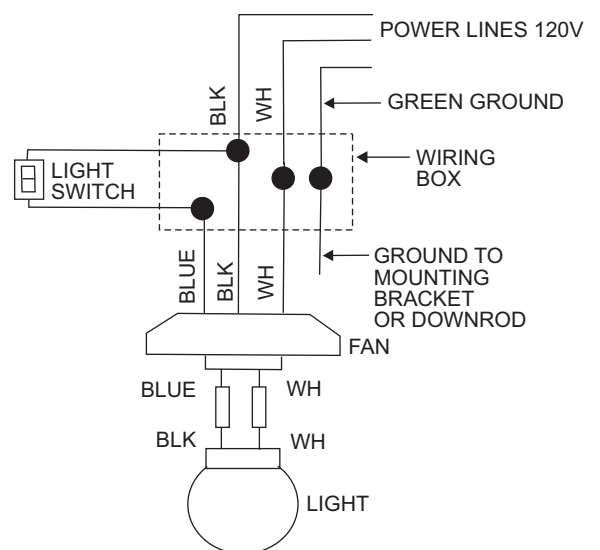 POWER LINES 120V
BLK
WH
GREEN GROUND
WIRING
BOX
LIGHT
SWITCH
BLUE
BLK
WH
GROUND TO
MOUNTING
BRACKET
OR DOWNROD
FAN
BLUE
WH
BLK
WH
LIGHT